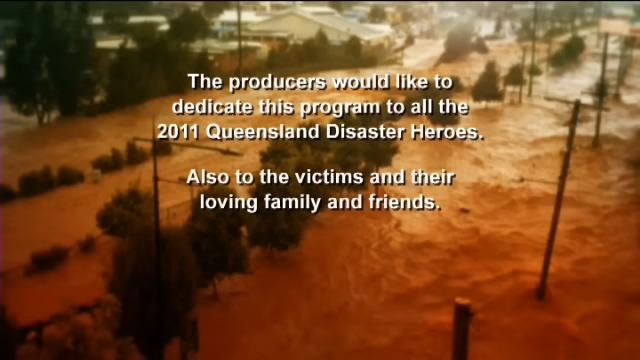 The producers would like to
dedicate this program to all the
2011 Queensland Disaster Heroes.
Also to the victims and their
loving family and friends.